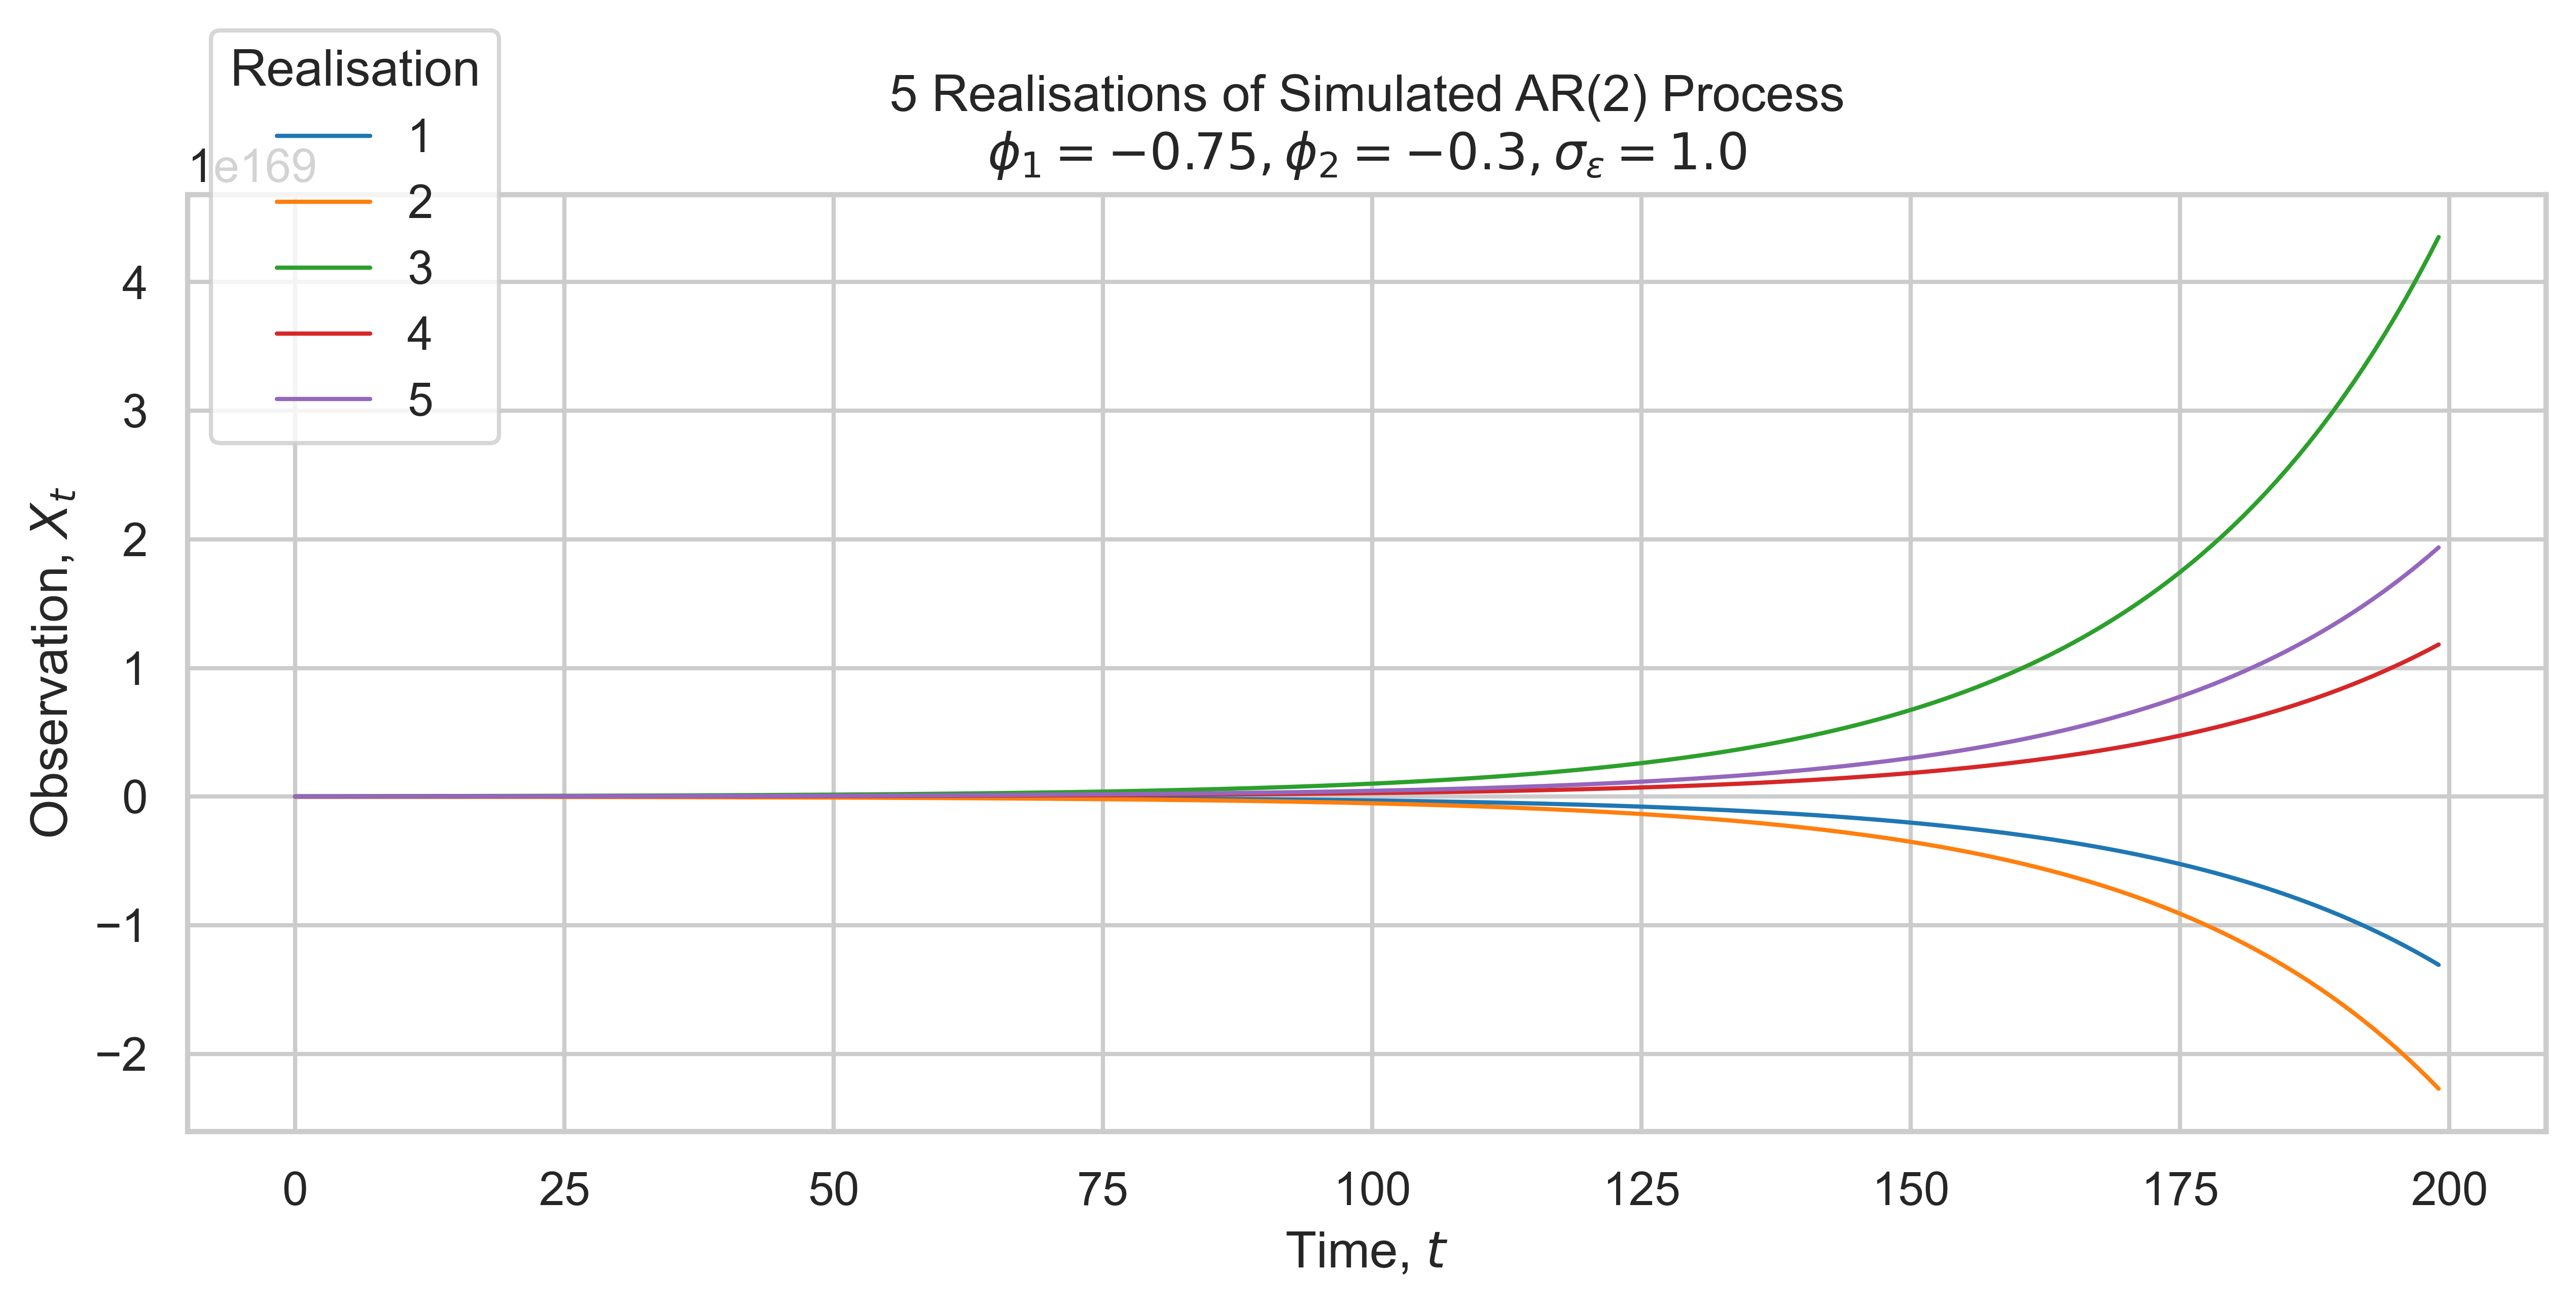 Realisation
1
2
3
4
5
5 Realisations of Simulated AR(2) Process
ϕ₁ = −0.75, ϕ₂ = −0.3, σ_ε = 1.0
1e169
4
3
2
1
0
−1
−2
Observation, Xₜ
0 25 50 75 100 125 150 175 200
Time, t